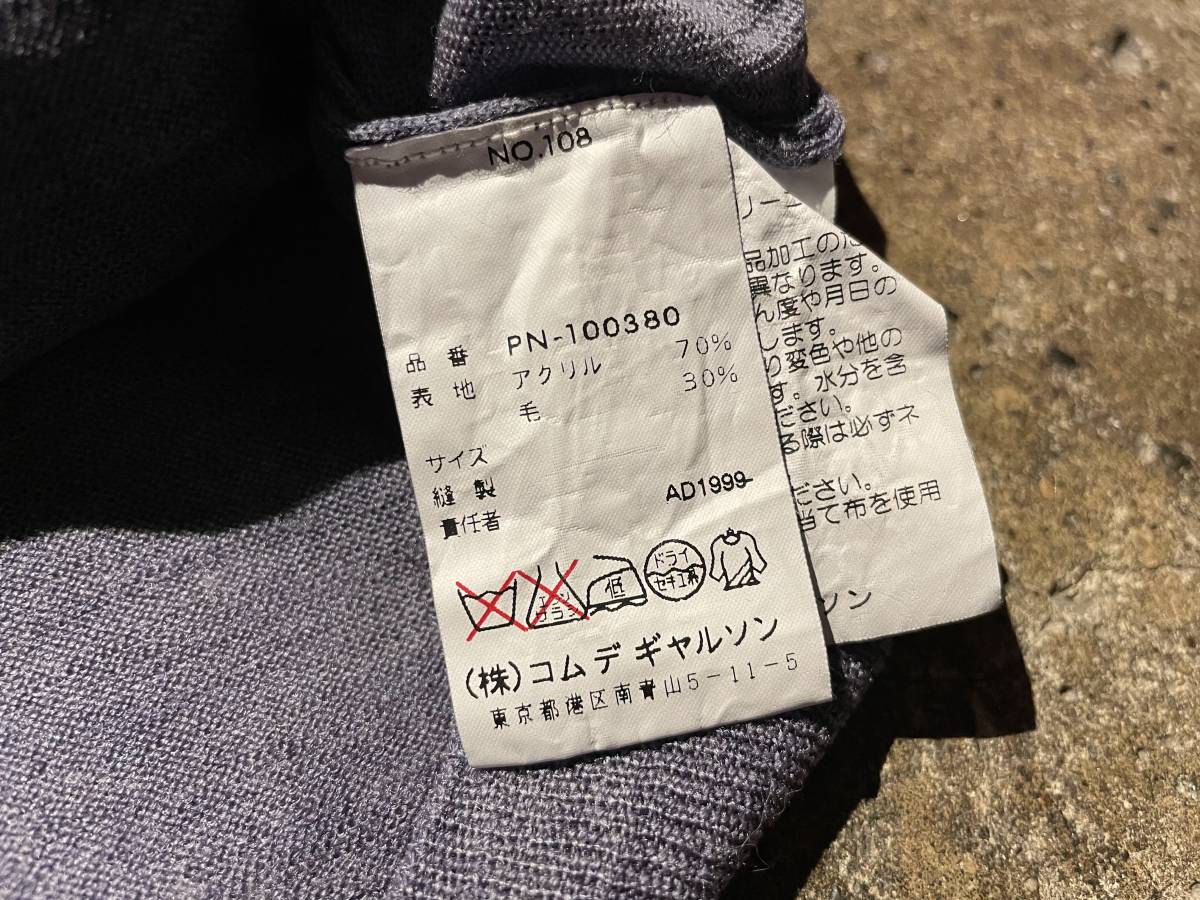 NO.108
品番 PN-100380
表地 アクリル 70%
毛 30%
サイズ
縫製
責任者
AD1999
低
ドライ
セキユ系
(株)コムデギャルソン
東京都港区南青山5-11-5
リーニ
品加工の
異なります。
ん度や月日の
します。
り変色や他の
す。水分を含
ださい。
る際は必ずネ
ださい。
当て布を使用
ソン